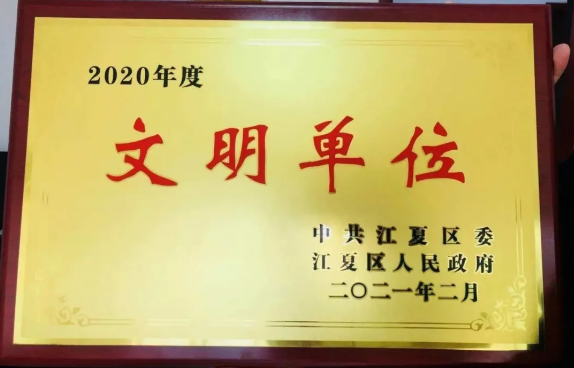 2020年度
文明单位
中共江夏区委
江夏区人民政府
二〇二一年二月